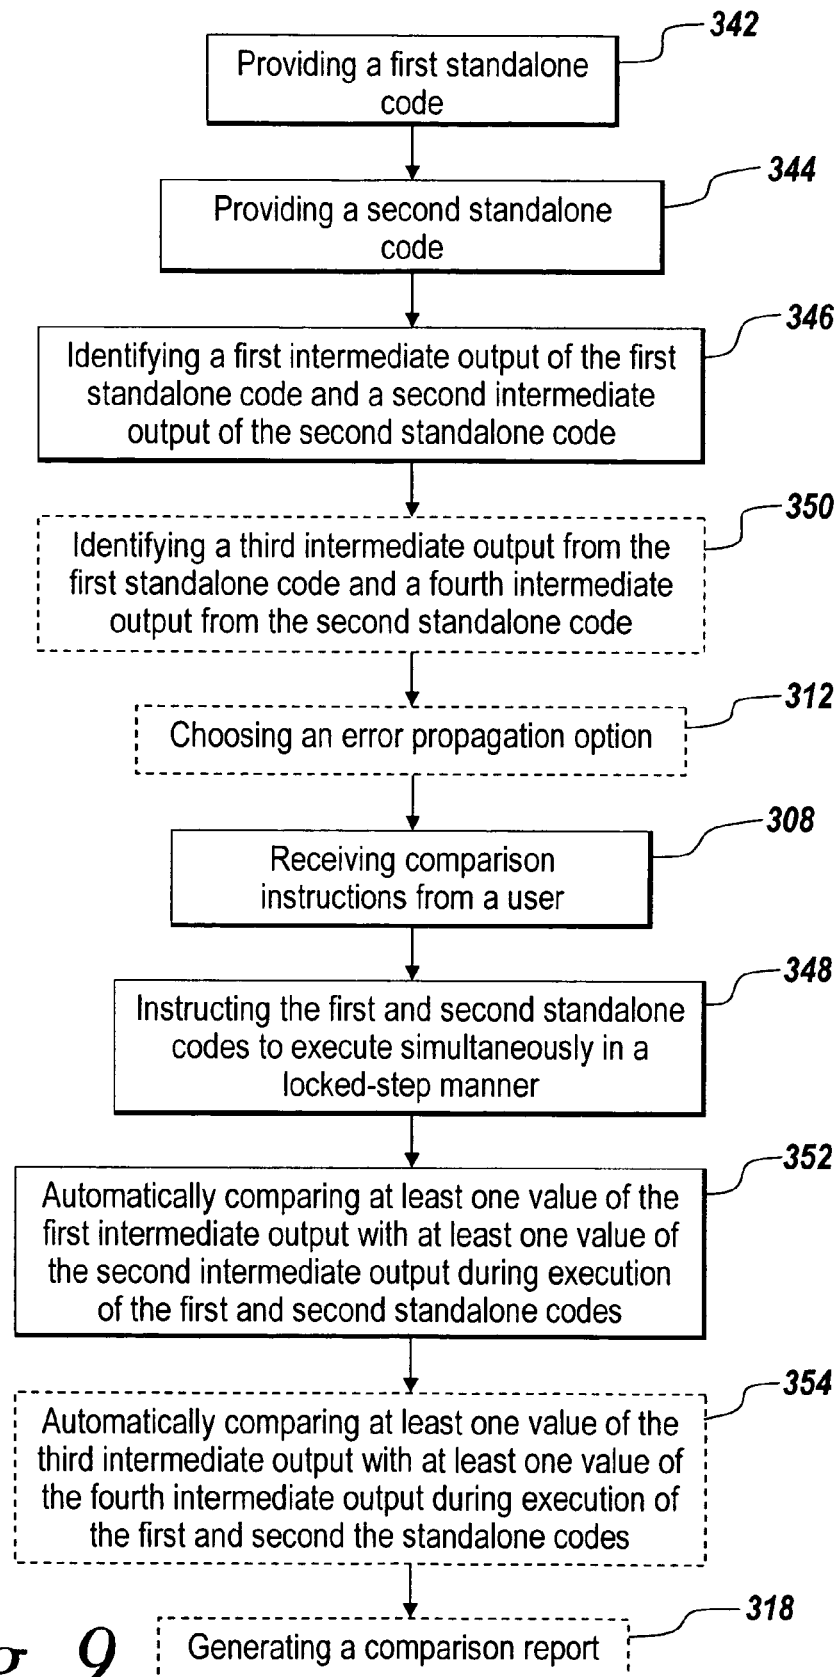 342
Providing a first standalone
code
344
Providing a second standalone
code
346
Identifying a first intermediate output of the first
standalone code and a second intermediate
output of the second standalone code
350
Identifying a third intermediate output from the
first standalone code and a fourth intermediate
output from the second standalone code
312
Choosing an error propagation option
308
Receiving comparison
instructions from a user
348
Instructing the first and second standalone
codes to execute simultaneously in a
locked-step manner
352
Automatically comparing at least one value of the
first intermediate output with at least one value of
the second intermediate output during execution
of the first and second standalone codes
354
Automatically comparing at least one value of the
third intermediate output with at least one value of
the fourth intermediate output during execution of
the first and second the standalone codes
318
Generating a comparison report
9